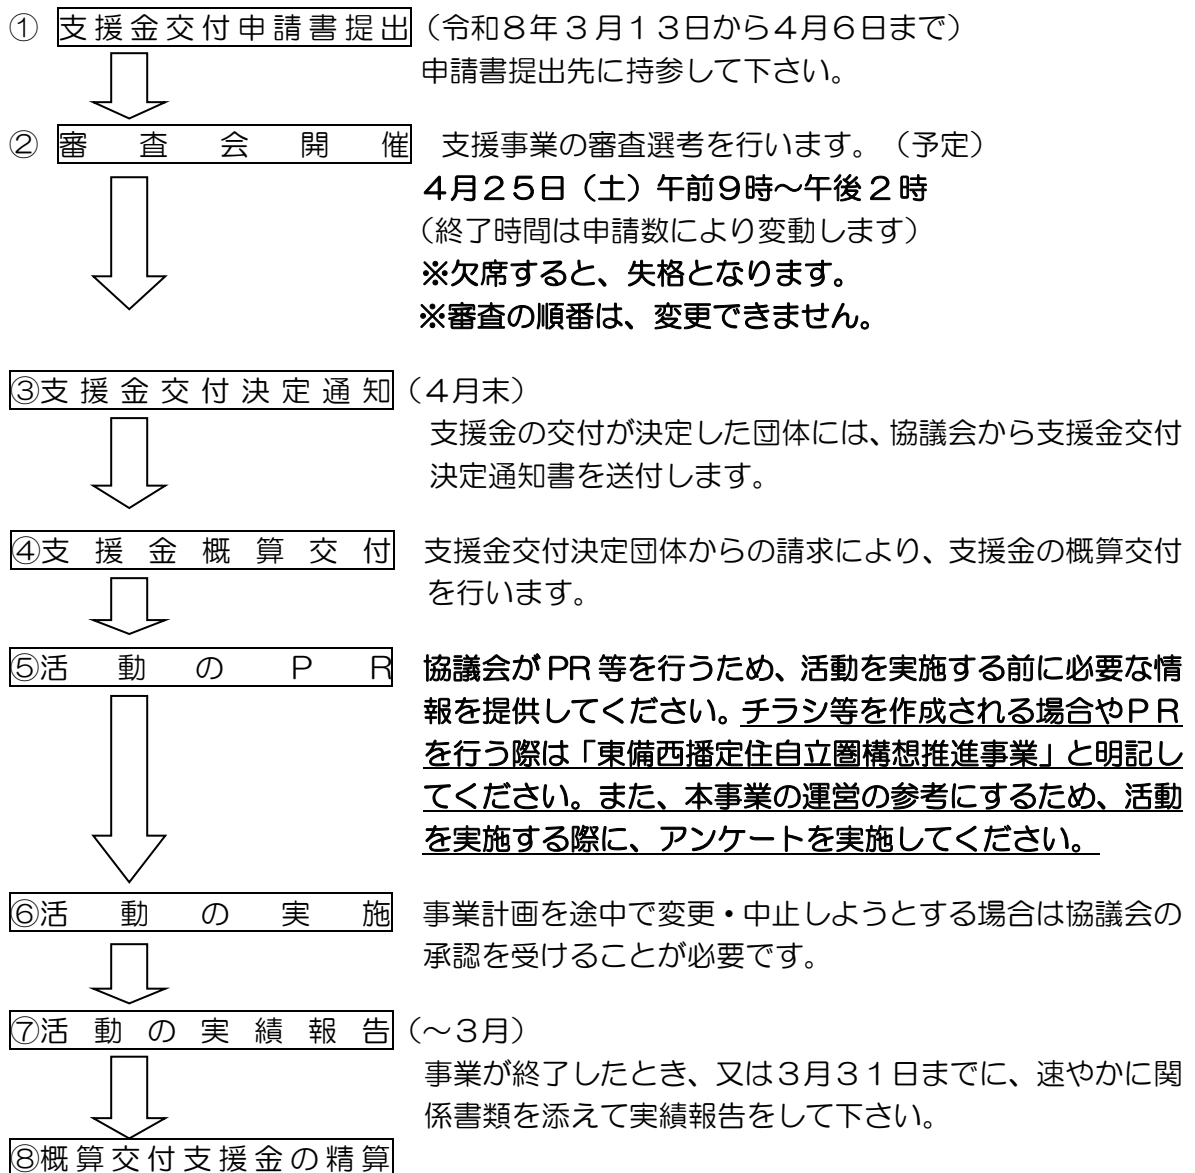 ① 支援金交付申請書提出（令和８年３月１３日から４月６日まで）
申請書提出先に持参して下さい。
② 審査会開催 支援事業の審査選考を行います。（予定）
４月２５日（土）午前９時～午後２時
（終了時間は申請数により変動します）
※欠席すると、失格となります。
※審査の順番は、変更できません。
③支援金交付決定通知（４月末）
支援金の交付が決定した団体には、協議会から支援金交付
決定通知書を送付します。
④支援金概算交付 支援金交付決定団体からの請求により、支援金の概算交付
を行います。
⑤活動のＰＲ 協議会が PR 等を行うため、活動を実施する前に必要な情
報を提供してください。チラシ等を作成される場合やＰＲ
を行う際は「東備西播定住自立圏構想推進事業」と明記し
てください。また、本事業の運営の参考にするため、活動
を実施する際に、アンケートを実施してください。
⑥活動の実施 事業計画を途中で変更・中止しようとする場合は協議会の
承認を受けることが必要です。
⑦活動の実績報告（～３月）
事業が終了したとき、又は３月３１日までに、速やかに関
係書類を添えて実績報告をして下さい。
⑧概算交付支援金の精算